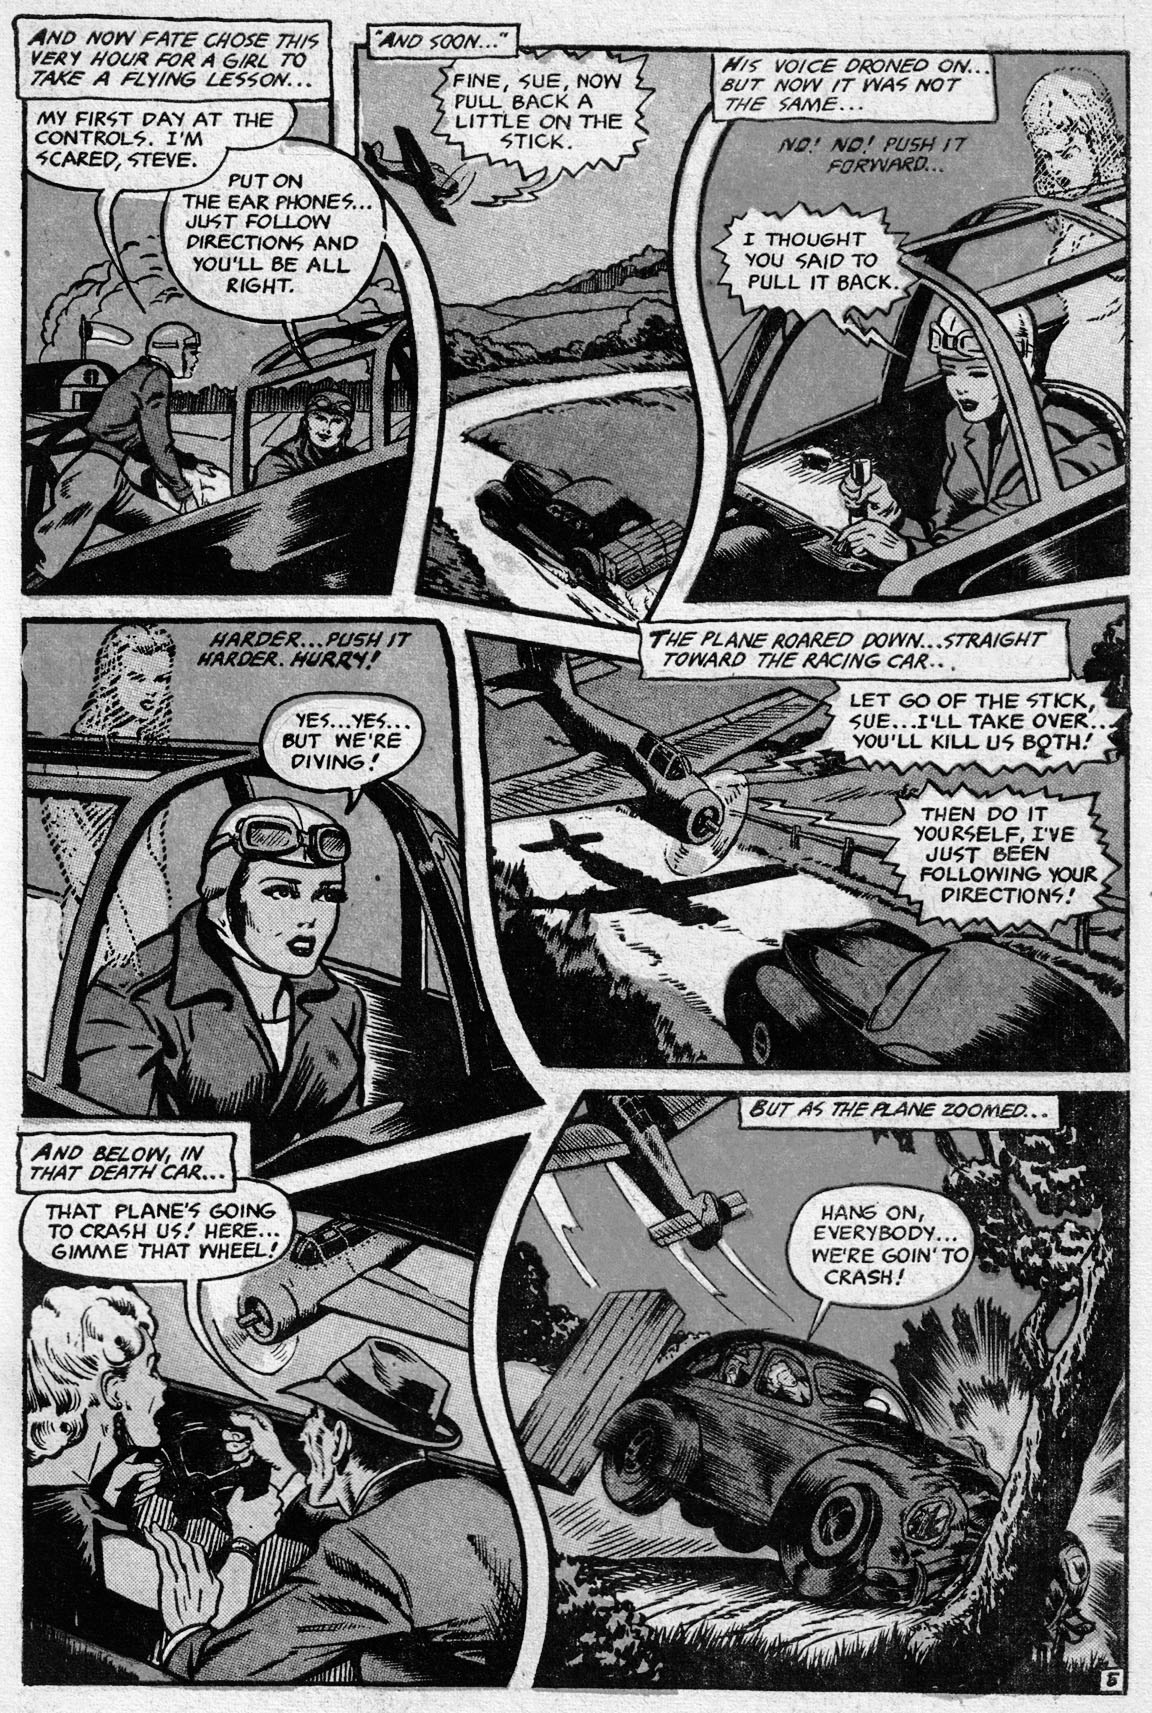 AND NOW FATE CHOSE THIS
VERY HOUR FOR A GIRL TO
TAKE A FLYING LESSON...
MY FIRST DAY AT THE
CONTROLS. I'M
SCARED, STEVE.
PUT ON
THE EAR PHONES...
JUST FOLLOW
DIRECTIONS AND
YOU'LL BE ALL
RIGHT.
"AND SOON..."
FINE, SUE, NOW
PULL BACK A
LITTLE ON THE
STICK.
HIS VOICE DRONED ON...
BUT NOW IT WAS NOT
THE SAME...
NO! NO! PUSH IT
FORWARD...
I THOUGHT
YOU SAID TO
PULL IT BACK.
HARDER...PUSH IT
HARDER. HURRY!
YES...YES...
BUT WE'RE
DIVING!
THE PLANE ROARED DOWN...STRAIGHT
TOWARD THE RACING CAR...
LET GO OF THE STICK,
SUE...I'LL TAKE OVER...
YOU'LL KILL US BOTH!
THEN DO IT
YOURSELF, I'VE
JUST BEEN
FOLLOWING YOUR
DIRECTIONS!
AND BELOW, IN
THAT DEATH CAR...
THAT PLANE'S GOING
TO CRASH US! HERE...
GIMME THAT WHEEL!
BUT AS THE PLANE ZOOMED...
HANG ON,
EVERYBODY...
WE'RE GOIN' TO
CRASH!
5